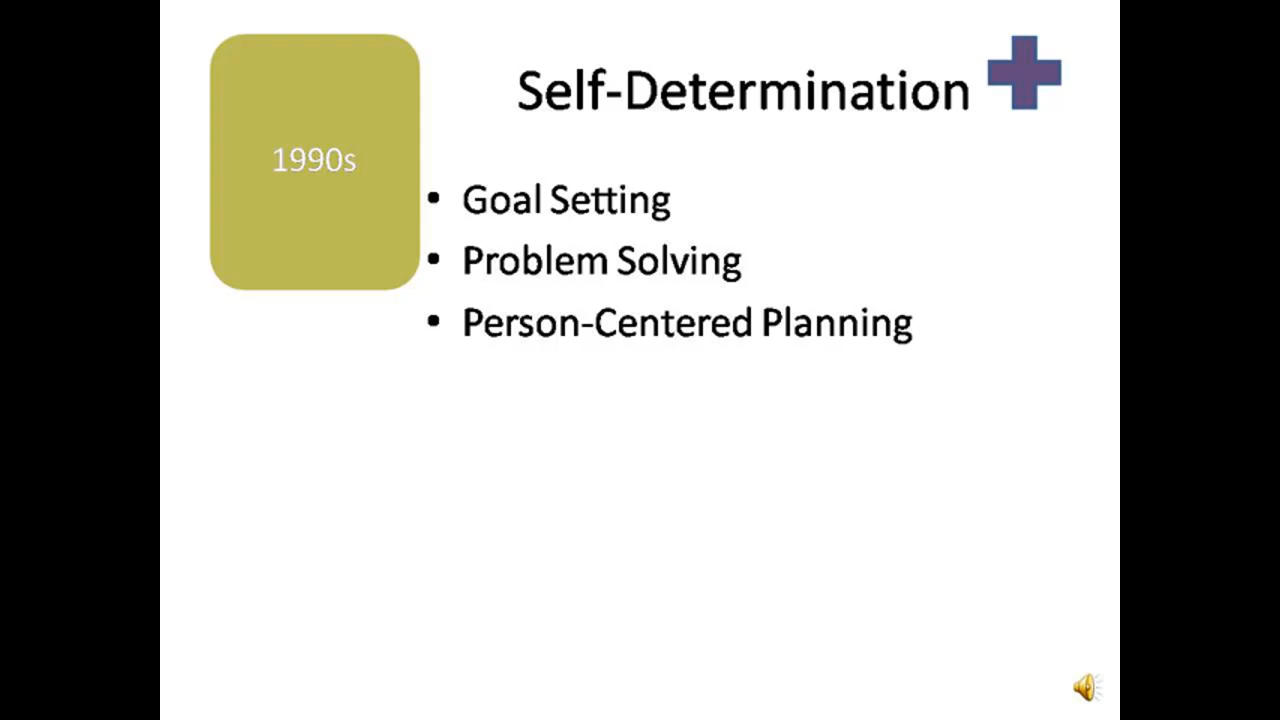 Self-Determination
1990s
• Goal Setting
• Problem Solving
• Person-Centered Planning